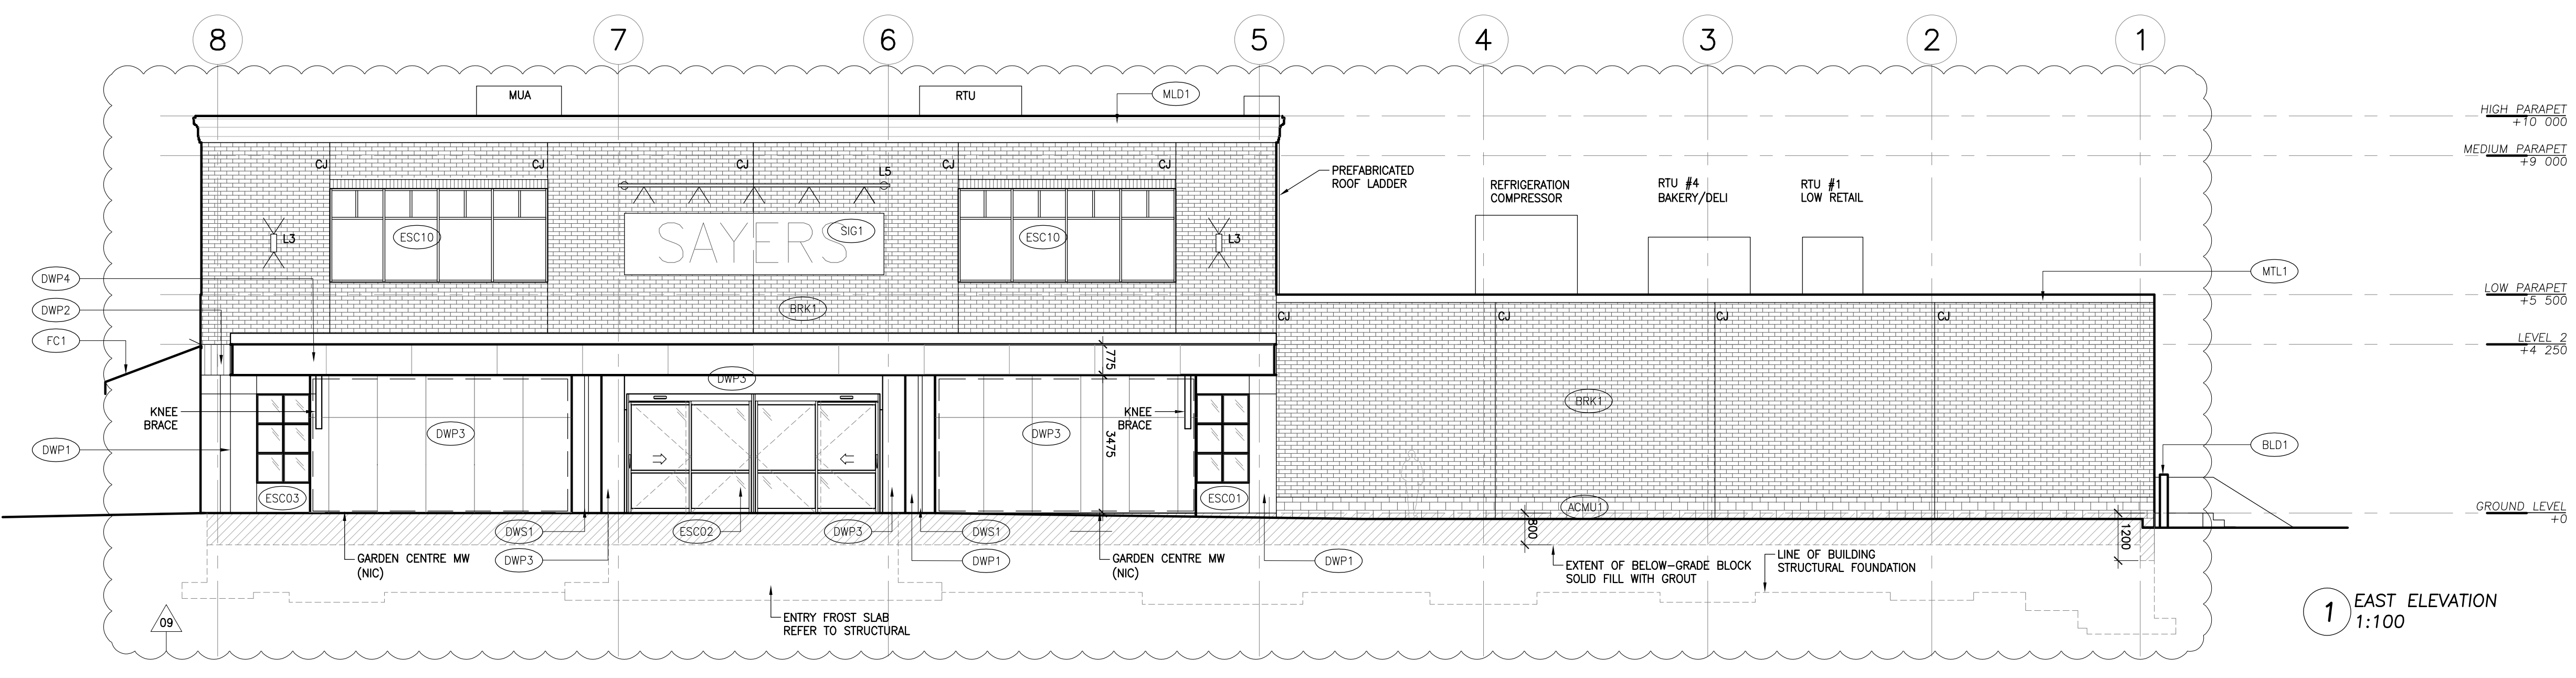 8 7 6 5 4 3 2 1
MUA
RTU
MLD1
HIGH PARAPET
+10 000
MEDIUM PARAPET
+9 000
CJ CJ CJ CJ CJ
L5
PREFABRICATED
ROOF LADDER
REFRIGERATION
COMPRESSOR
RTU #4
BAKERY/DELI
RTU #1
LOW RETAIL
L3
ESC10
SAYERS
SIG1
ESC10
L3
DWP4
MTL1
LOW PARAPET
+5 500
DWP2
BRK1
CJ CJ CJ CJ
FC1
LEVEL 2
+4 250
775
DWP3
BRK1
KNEE
BRACE
KNEE
BRACE
DWP1
DWP3
DWP3
3475
BLD1
ESC03
ESC01
ACMU1
GROUND LEVEL
+0
DWS1
ESC02
DWP3
DWS1
800
1200
GARDEN CENTRE MW
(NIC)
DWP3
DWP1
GARDEN CENTRE MW
(NIC)
DWP1
EXTENT OF BELOW-GRADE BLOCK
SOLID FILL WITH GROUT
LINE OF BUILDING
STRUCTURAL FOUNDATION
09
ENTRY FROST SLAB
REFER TO STRUCTURAL
1
EAST ELEVATION
1:100